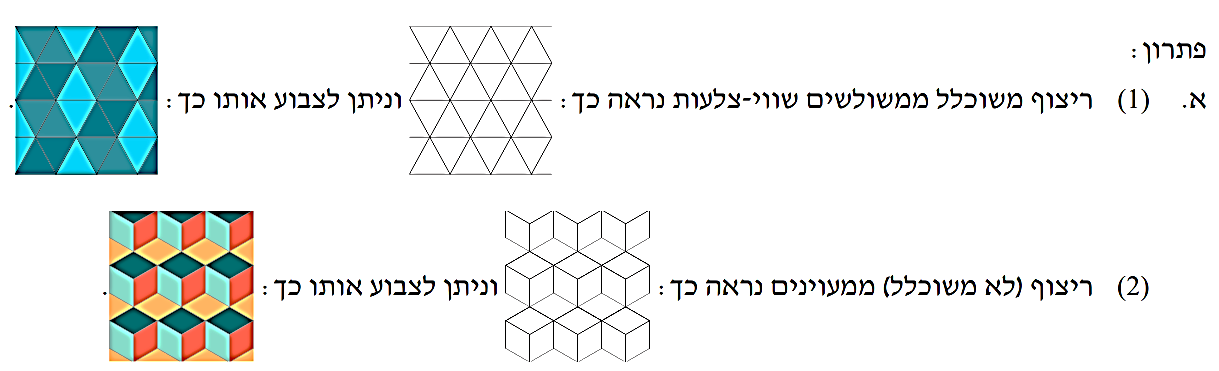 פתרון:
א. (1) ריצוף משוכלל ממשולשים שווי-צלעות נראה כך: וניתן לצבוע אותו כך: .
(2) ריצוף (לא משוכלל) ממעוינים נראה כך: וניתן לצבוע אותו כך: .